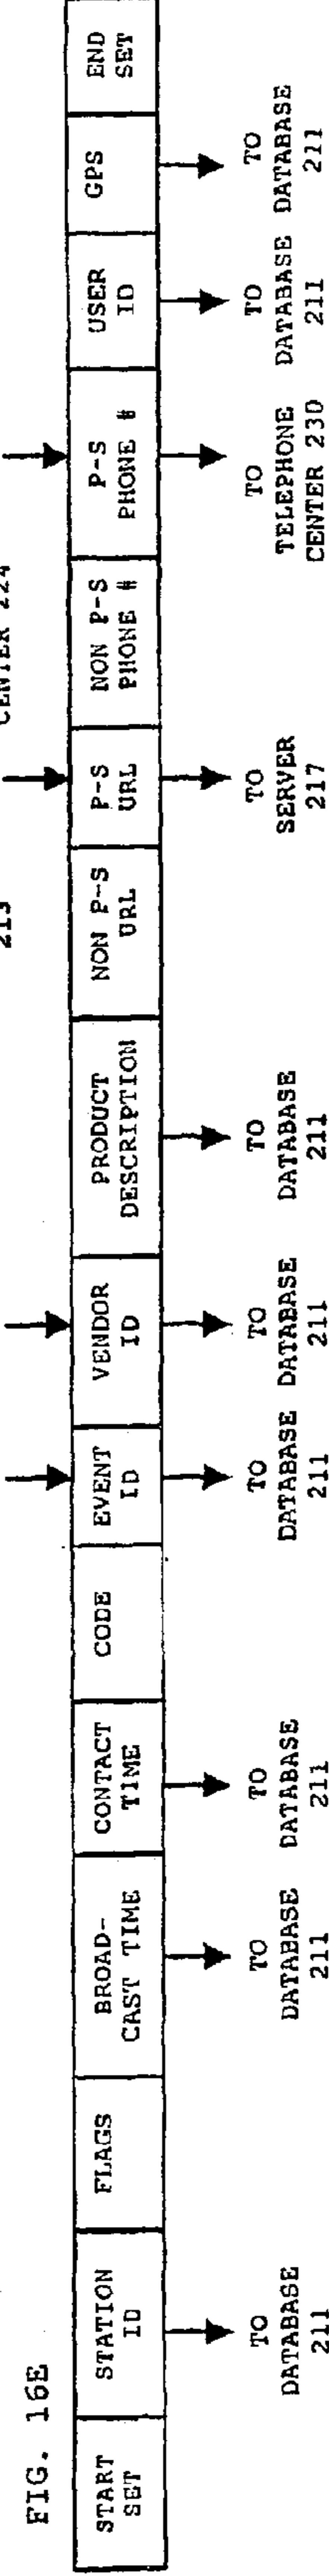 213
CENTER 224
FIG. 16E
START
SET
STATION
ID
FLAGS
BROAD-
CAST TIME
CONTACT
TIME
CODE
EVENT
ID
VENDOR
ID
PRODUCT
DESCRIPTION
NON P-S
URL
P-S
URL
NON P-S
PHONE #
P-S
PHONE #
USER
ID
GPS
END
SET
TO
DATABASE
211
TO
DATABASE
211
TO
DATABASE
211
TO
DATABASE
211
TO
DATABASE
211
TO
DATABASE
211
TO
SERVER
217
TO
TELEPHONE
CENTER 230
TO
DATABASE
211
TO
DATABASE
211